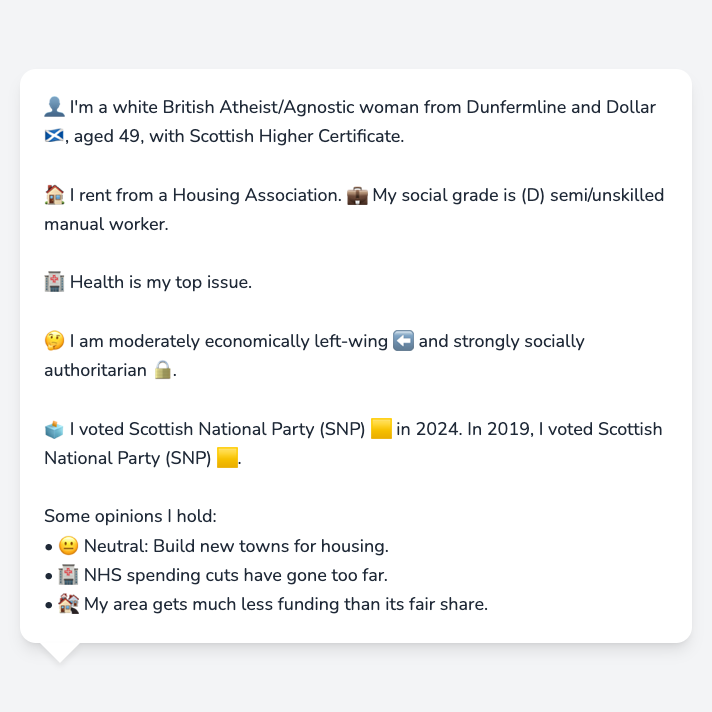 👤 I'm a white British Atheist/Agnostic woman from Dunfermline and Dollar
🏴󠁧󠁢󠁳󠁣󠁴󠁿, aged 49, with Scottish Higher Certificate.
🏠 I rent from a Housing Association. 💼 My social grade is (D) semi/unskilled
manual worker.
🏥 Health is my top issue.
🤔 I am moderately economically left-wing ⬅️ and strongly socially
authoritarian 🔒.
🗳️ I voted Scottish National Party (SNP) 🟨 in 2024. In 2019, I voted Scottish
National Party (SNP) 🟨.
Some opinions I hold:
• 😐 Neutral: Build new towns for housing.
• 🏥 NHS spending cuts have gone too far.
• 🏘️ My area gets much less funding than its fair share.